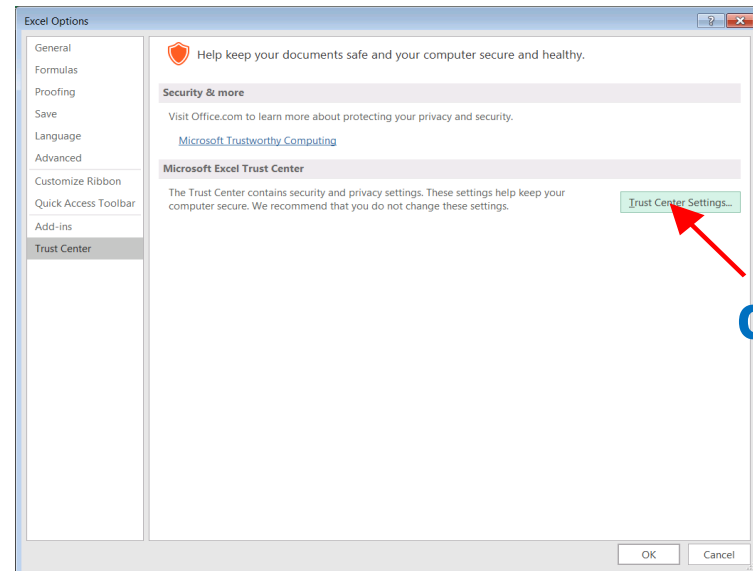 Excel Options
General
Formulas
Proofing
Save
Language
Advanced
Customize Ribbon
Quick Access Toolbar
Add-ins
Trust Center
Help keep your documents safe and your computer secure and healthy.
Security & more
Visit Office.com to learn more about protecting your privacy and security.
Microsoft Trustworthy Computing
Microsoft Excel Trust Center
The Trust Center contains security and privacy settings. These settings help keep your
computer secure. We recommend that you do not change these settings.
Trust Center Settings...
OK
Cancel